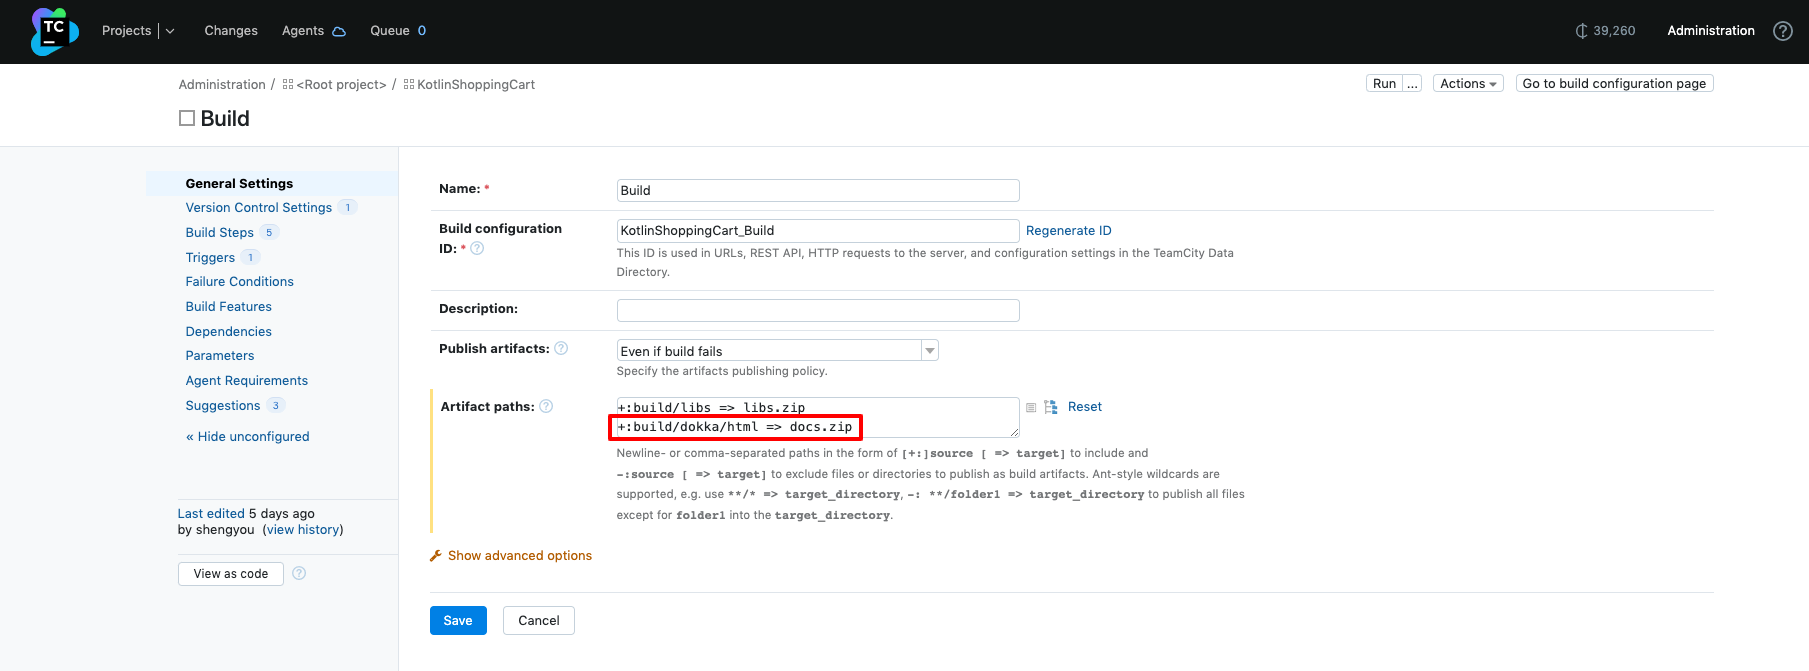 TC
Projects
Changes
Agents
Queue 0
39,260
Administration
?
Administration / <Root project> / KotlinShoppingCart
Run ...
Actions
Go to build configuration page
Build
General Settings
Version Control Settings 1
Build Steps 5
Triggers 1
Failure Conditions
Build Features
Dependencies
Parameters
Agent Requirements
Suggestions 3
« Hide unconfigured
Last edited 5 days ago
by shengyou (view history)
View as code ?
Name: *
Build
Build configuration
ID: * ?
KotlinShoppingCart_Build
Regenerate ID
This ID is used in URLs, REST API, HTTP requests to the server, and configuration settings in the TeamCity Data
Directory.
Description:
Publish artifacts: ?
Even if build fails
Specify the artifacts publishing policy.
Artifact paths: ?
+:build/libs => libs.zip
+:build/dokka/html => docs.zip
Reset
Newline- or comma-separated paths in the form of [+:]source [ => target] to include and
-:source [ => target] to exclude files or directories to publish as build artifacts. Ant-style wildcards are
supported, e.g. use **/* => target_directory, -: **/folder1 => target_directory to publish all files
except for folder1 into the target_directory.
Show advanced options
Save
Cancel